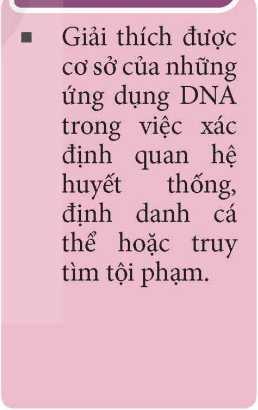 ▪ Giải thích được
cơ sở của những
ứng dụng DNA
trong việc xác
định quan hệ
huyết thống,
định danh cá
thể hoặc truy
tìm tội phạm.